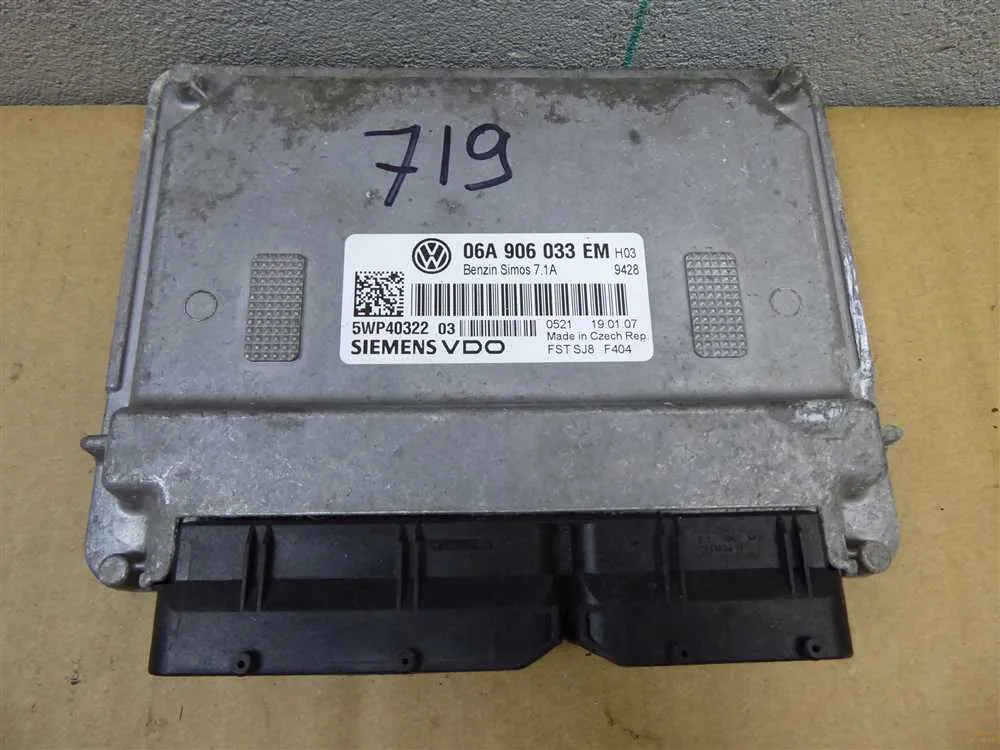 719
06A 906 033 EM H03
Benzin Simos 7.1A 9428
5WP40322 03 0521 19.01.07
Made in Czech Rep.
SIEMENS VDO FST SJ8 F404